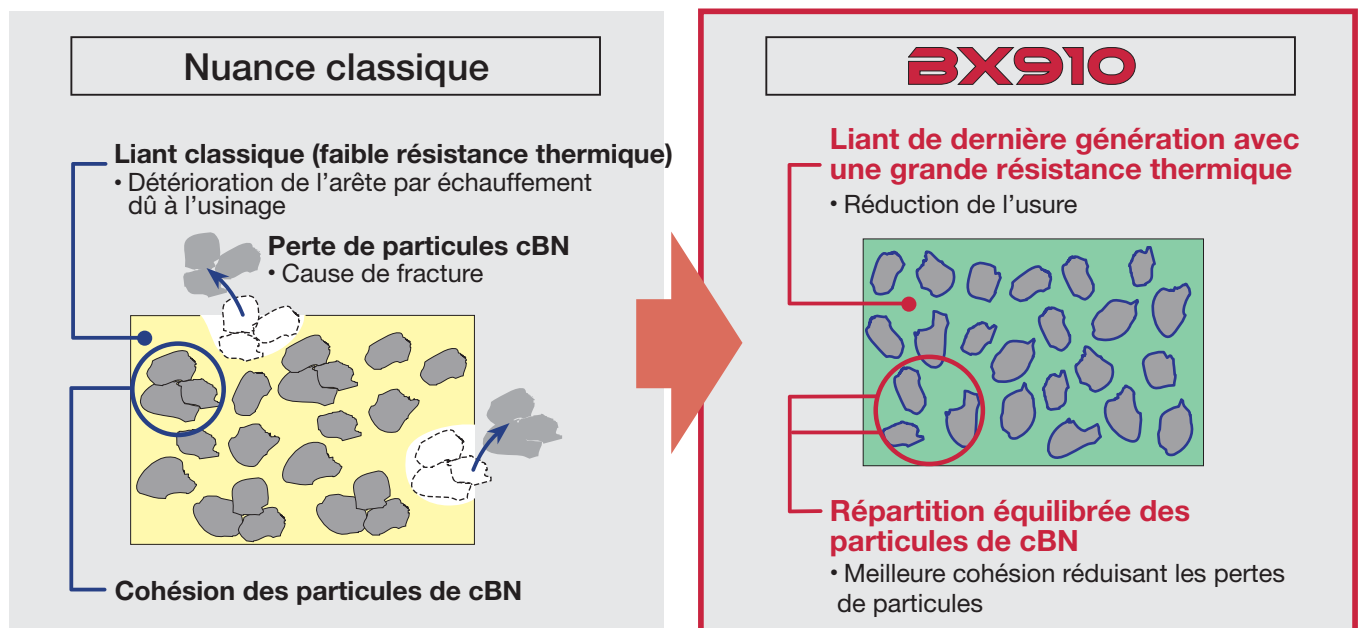 Nuance classique
Liant classique (faible résistance thermique)
• Détérioration de l’arête par échauffement
dû à l’usinage
Perte de particules cBN
• Cause de fracture
Cohésion des particules de cBN
BX910
Liant de dernière génération avec
une grande résistance thermique
• Réduction de l’usure
Répartition équilibrée des
particules de cBN
• Meilleure cohésion réduisant les pertes
de particules